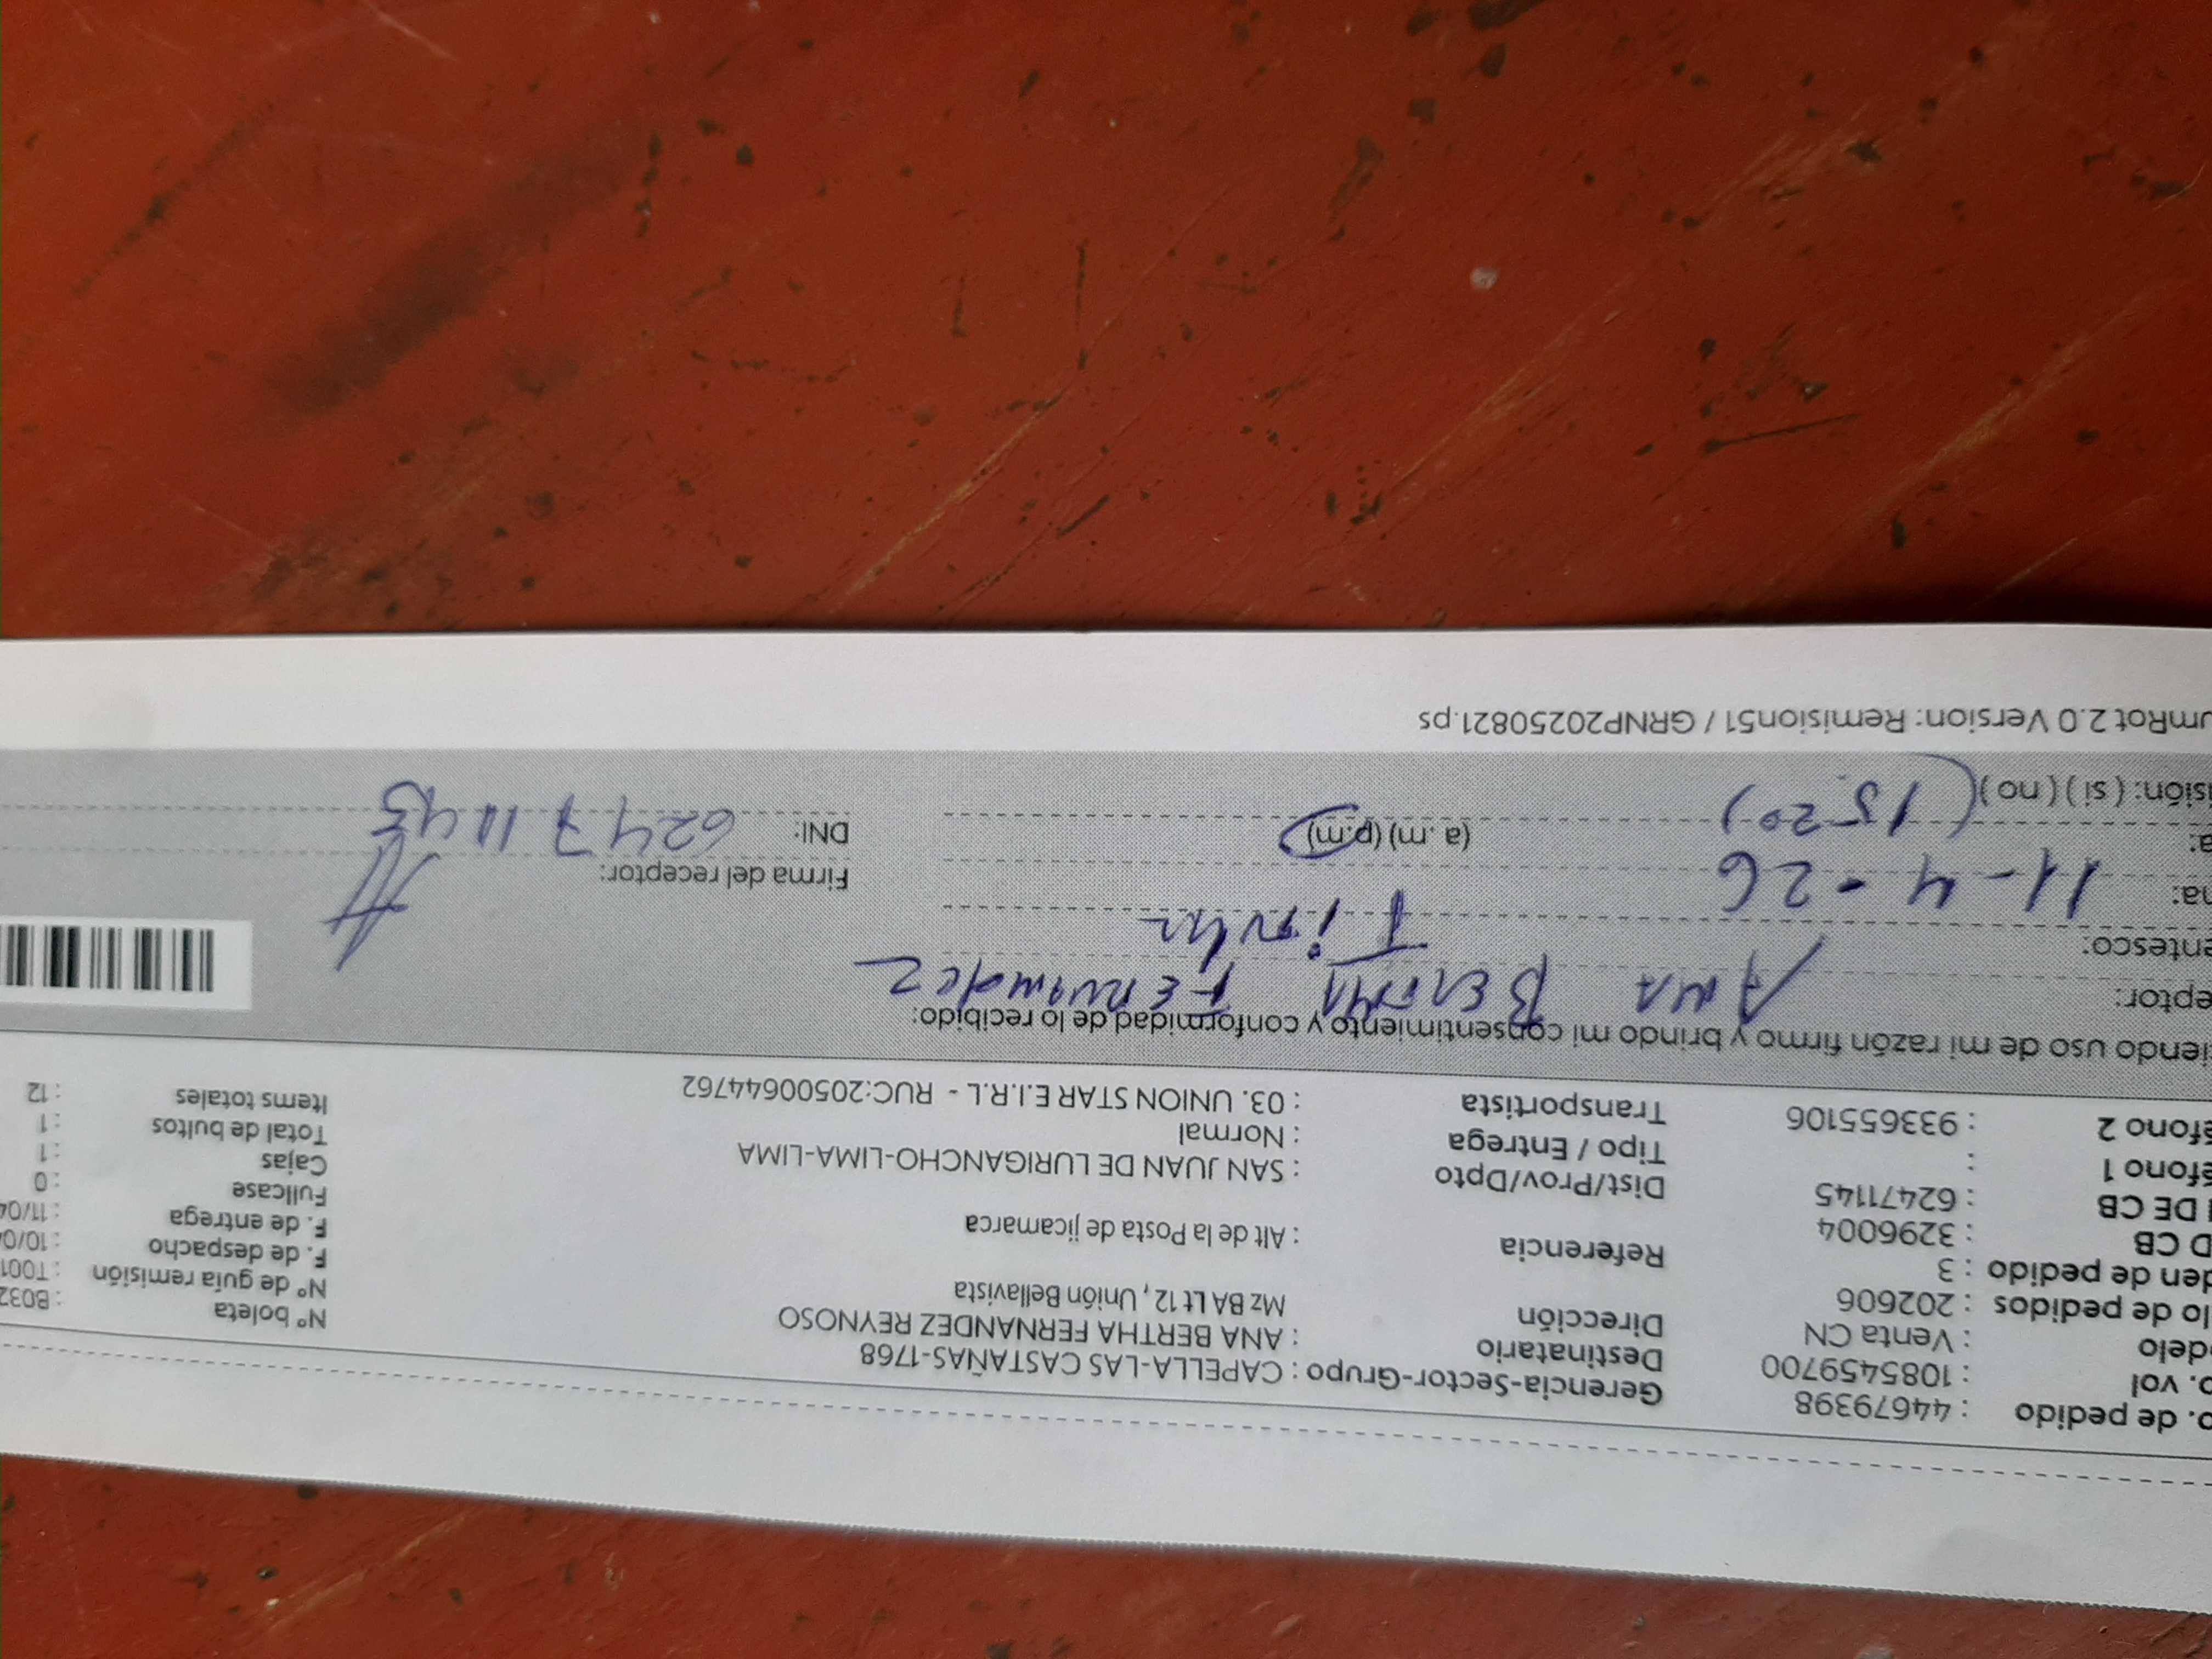 o. de pedido : 44679398
o. vol : 1085459700
delo : Venta CN
lo de pedidos : 202606
den de pedido : 3
D CB : 3296004
I DE CB : 62471145
éfono 1 :
éfono 2 : 933655106
Gerencia-Sector-Grupo : CAPELLA-LAS CASTAÑAS-1768
Destinatario : ANA BERTHA FERNANDEZ REYNOSO
Dirección Mz BA Lt 12 , Unión Bellavista
Referencia : Alt de la Posta de jicamarca
Dist/Prov/Dpto : SAN JUAN DE LURIGANCHO-LIMA-LIMA
Tipo / Entrega : Normal
Transportista : 03. UNION STAR E.I.R.L - RUC:20500644762
Nº boleta : B032
Nº de guía remisión : T001
F. de despacho : 10/0
F. de entrega : 11/04
Fullcase : 0
Cajas : 1
Total de bultos : 1
Items totales : 12
iendo uso de mi razón firmo y brindo mi consentimiento y conformidad de lo recibido:
eptor: ANA BERTHA FERNANDEZ
entesco: Titular
ha: 11-4-26
a: (15 20) (a. m) (p.m)
isión: ( si ) ( no )
Firma del receptor:
DNI: 62471145
umRot 2.0 Version: Remision51 / GRNP20250821.ps